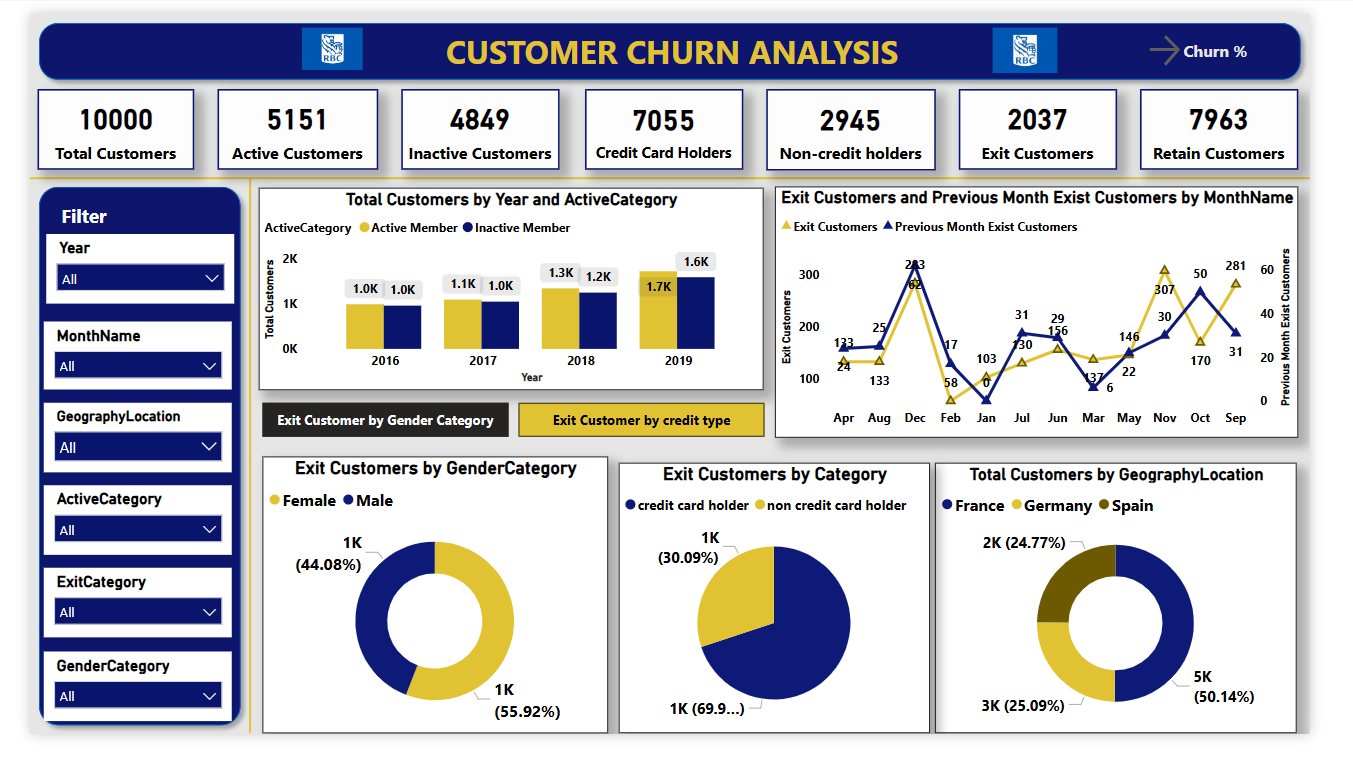 RBC
CUSTOMER CHURN ANALYSIS
RBC
Churn %
10000
Total Customers
5151
Active Customers
4849
Inactive Customers
7055
Credit Card Holders
2945
Non-credit holders
2037
Exit Customers
7963
Retain Customers
Filter
Year
All
MonthName
All
GeographyLocation
All
ActiveCategory
All
ExitCategory
All
GenderCategory
All
Total Customers by Year and ActiveCategory
ActiveCategory Active Member Inactive Member
Total Customers
2K
1K
0K
1.0K 1.0K 1.1K 1.0K 1.3K 1.2K 1.7K 1.6K
2016 2017 2018 2019
Year
Exit Customers and Previous Month Exist Customers by MonthName
Exit Customers Previous Month Exist Customers
Exit Customers
300
200
100
133 133 283 58 103 130 156 137 146 307 170 281
24 25 62 17 0 31 29 6 22 30 50 31
Apr Aug Dec Feb Jan Jul Jun Mar May Nov Oct Sep
60
40
20
0
Previous Month Exist Customers
Exit Customer by Gender Category
Exit Customer by credit type
Exit Customers by GenderCategory
Female Male
1K
(44.08%)
1K
(55.92%)
Exit Customers by Category
credit card holder non credit card holder
1K
(30.09%)
1K (69.9...)
Total Customers by GeographyLocation
France Germany Spain
2K (24.77%)
3K (25.09%)
5K
(50.14%)